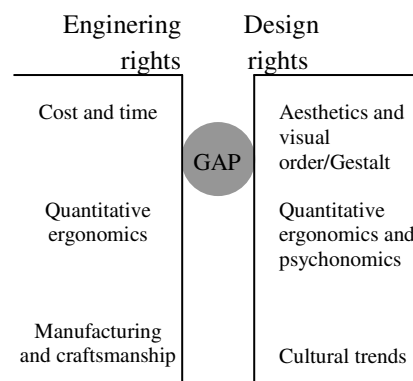 Enginering
rights
Design
rights
Cost and time
Quantitative
ergonomics
Manufacturing
and craftsmanship
GAP
Aesthetics and
visual
order/Gestalt
Quantitative
ergonomics and
psychonomics
Cultural trends